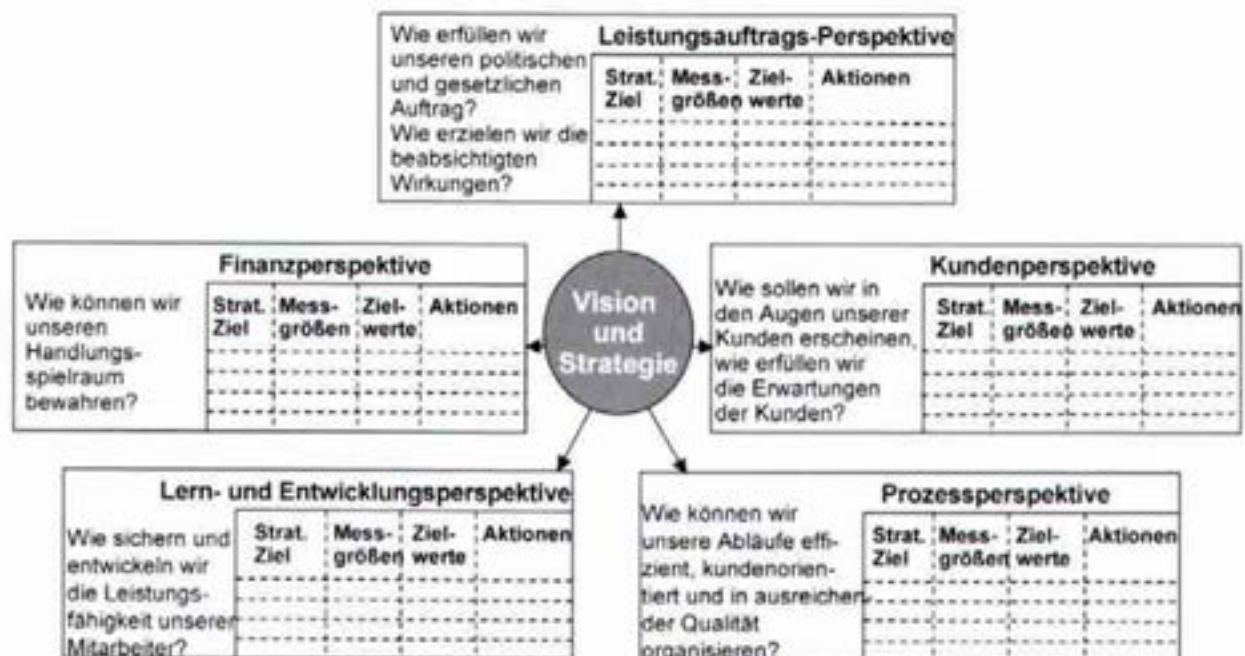 Leistungsauftrags-Perspektive
Wie erfüllen wir
unseren politischen
und gesetzlichen
Auftrag?
Wie erzielen wir die
beabsichtigten
Wirkungen?
Strat. Mess- Ziel- Aktionen
Ziel größen werte
Finanzperspektive
Wie können wir
unseren
Handlungs-
spielraum
bewahren?
Strat. Mess- Ziel- Aktionen
Ziel größen werte
Vision
und
Strategie
Kundenperspektive
Wie sollen wir in
den Augen unserer
Kunden erscheinen,
wie erfüllen wir
die Erwartungen
der Kunden?
Strat. Mess- Ziel- Aktionen
Ziel größen werte
Lern- und Entwicklungsperspektive
Wie sichern und
entwickeln wir
die Leistungs-
fähigkeit unserer
Mitarbeiter?
Strat. Mess- Ziel- Aktionen
Ziel größen werte
Prozessperspektive
Wie können wir
unsere Abläufe effi-
zient, kundenorien-
tiert und in ausreichen-
der Qualität
organisieren?
Strat. Mess- Ziel- Aktionen
Ziel größen werte